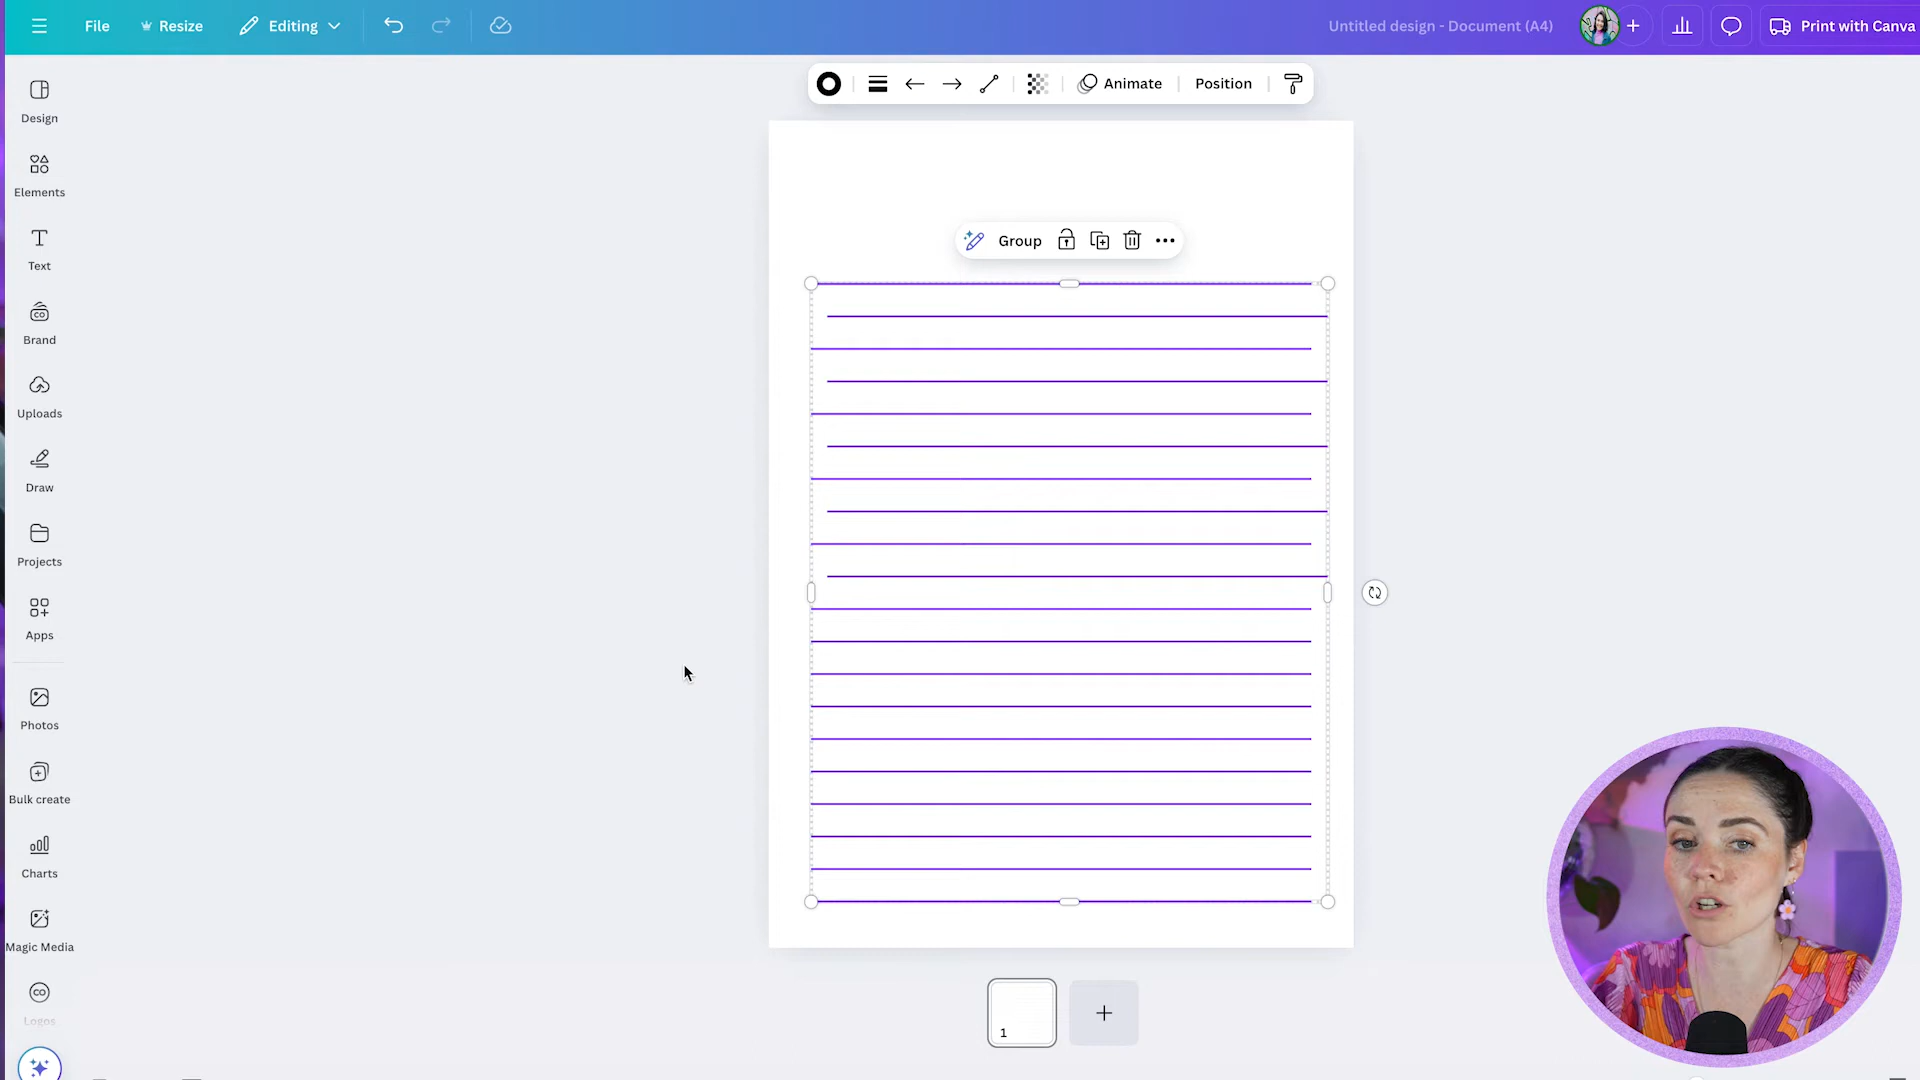 File
Resize
Editing
Untitled design - Document (A4)
Print with Canva
Animate
Position
Design
Elements
Text
Brand
Uploads
Draw
Projects
Apps
Photos
Bulk create
Charts
Magic Media
Logos
Group
1